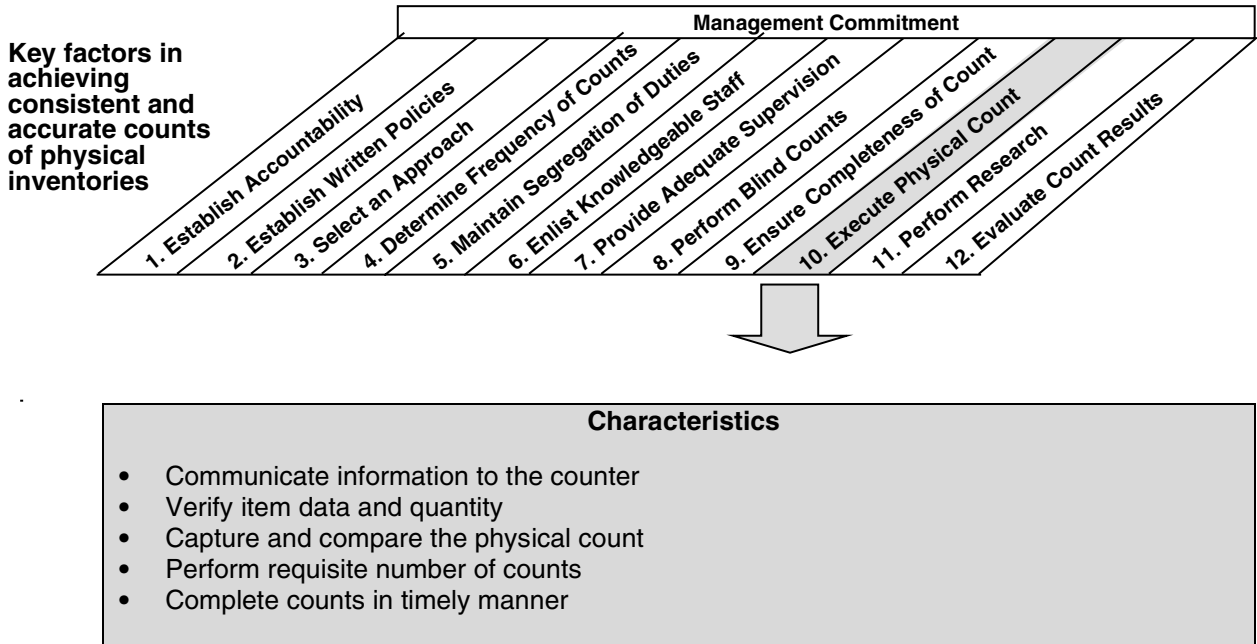 Management Commitment
Key factors in
achieving
consistent and
accurate counts
of physical
inventories
1. Establish Accountability
2. Establish Written Policies
3. Select an Approach
4. Determine Frequency of Counts
5. Maintain Segregation of Duties
6. Enlist Knowledgeable Staff
7. Provide Adequate Supervision
8. Perform Blind Counts
9. Ensure Completeness of Count
10. Execute Physical Count
11. Perform Research
12. Evaluate Count Results
Characteristics
• Communicate information to the counter
• Verify item data and quantity
• Capture and compare the physical count
• Perform requisite number of counts
• Complete counts in timely manner